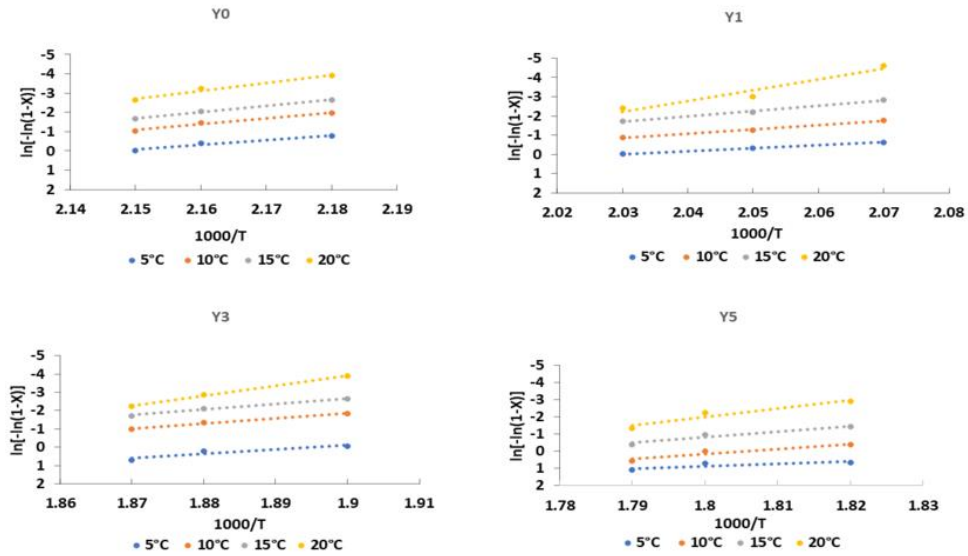 Y0
ln[-ln(1-X)]
-5
-4
-3
-2
-1
0
1
2
2.14 2.15 2.16 2.17 2.18 2.19
1000/T
5°C 10°C 15°C 20°C
Y1
ln[-ln(1-X)]
-5
-4
-3
-2
-1
0
1
2
2.02 2.03 2.04 2.05 2.06 2.07 2.08
1000/T
5°C 10°C 15°C 20°C
Y3
ln[-ln(1-X)]
-5
-4
-3
-2
-1
0
1
2
1.86 1.87 1.88 1.89 1.9 1.91
1000/T
5°C 10°C 15°C 20°C
Y5
ln[-ln(1-X)]
-5
-4
-3
-2
-1
0
1
2
1.78 1.79 1.8 1.81 1.82 1.83
1000/T
5°C 10°C 15°C 20°C